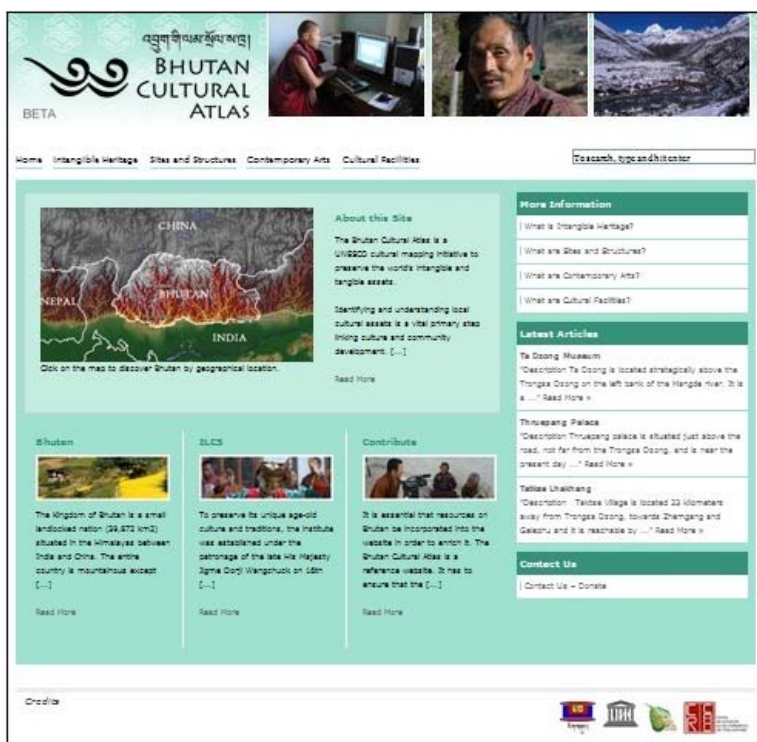 འབྲུག་གི་ལམ་སྲོལ་ས་ཁྲ།
BHUTAN
CULTURAL
ATLAS
BETA
Home Intangible Heritage Sites and Structures Contemporary Arts Cultural Facilities
To search, type and hit enter
CHINA
NEPAL
BHUTAN
INDIA
Click on the map to discover Bhutan by geographical location.
About this Site
The Bhutan Cultural Atlas is a
UNESCO cultural mapping initiative to
preserve the world's intangible and
tangible assets.
Identifying and understanding local
cultural assets is a vital primary step
linking culture and community
development. [...]
Read More
Bhutan
The Kingdom of Bhutan is a small
landlocked nation (39,872 km2)
situated in the Himalayas between
India and China. The entire
country is mountainous except
[...]
Read More
ILCS
To preserve its unique age-old
culture and traditions, the institute
was established under the
patronage of the late His Majesty
Jigme Dorji Wangchuck on 16th
[...]
Read More
Contribute
It is essential that resources on
Bhutan be incorporated into the
website in order to enrich it. The
Bhutan Cultural Atlas is a
reference website. It has to
ensure that the [...]
Read More
More Information
| What is Intangible Heritage?
| What are Sites and Structures?
| What are Contemporary Arts?
| What are Cultural Facilities?
Latest Articles
Ta Dzong Museum
"Description Ta Dzong is located strategically above the
Trongsa Dzong on the left bank of the Mangde river. It is
a ..." Read More »
Thruepang Palace
"Description Thruepang palace is situated just above the
road, not far from the Trongsa Dzong, and is near the
present day ..." Read More »
Taktse Lhakhang
"Description Taktse Village is located 23 kilometers
away from Trongsa Dzong, towards Zhemgang and
Gelephu and it is reachable by ..." Read More »
Contact Us
| Contact Us – Donate
Credits